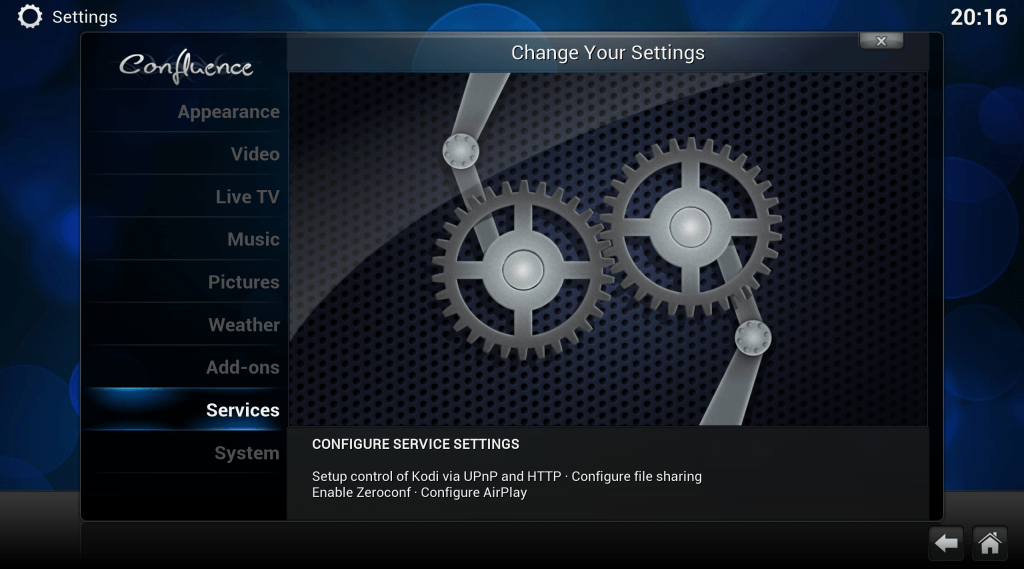 Settings
20:16
Confluence
Change Your Settings
Appearance
Video
Live TV
Music
Pictures
Weather
Add-ons
Services
System
CONFIGURE SERVICE SETTINGS
Setup control of Kodi via UPnP and HTTP · Configure file sharing
Enable Zeroconf · Configure AirPlay